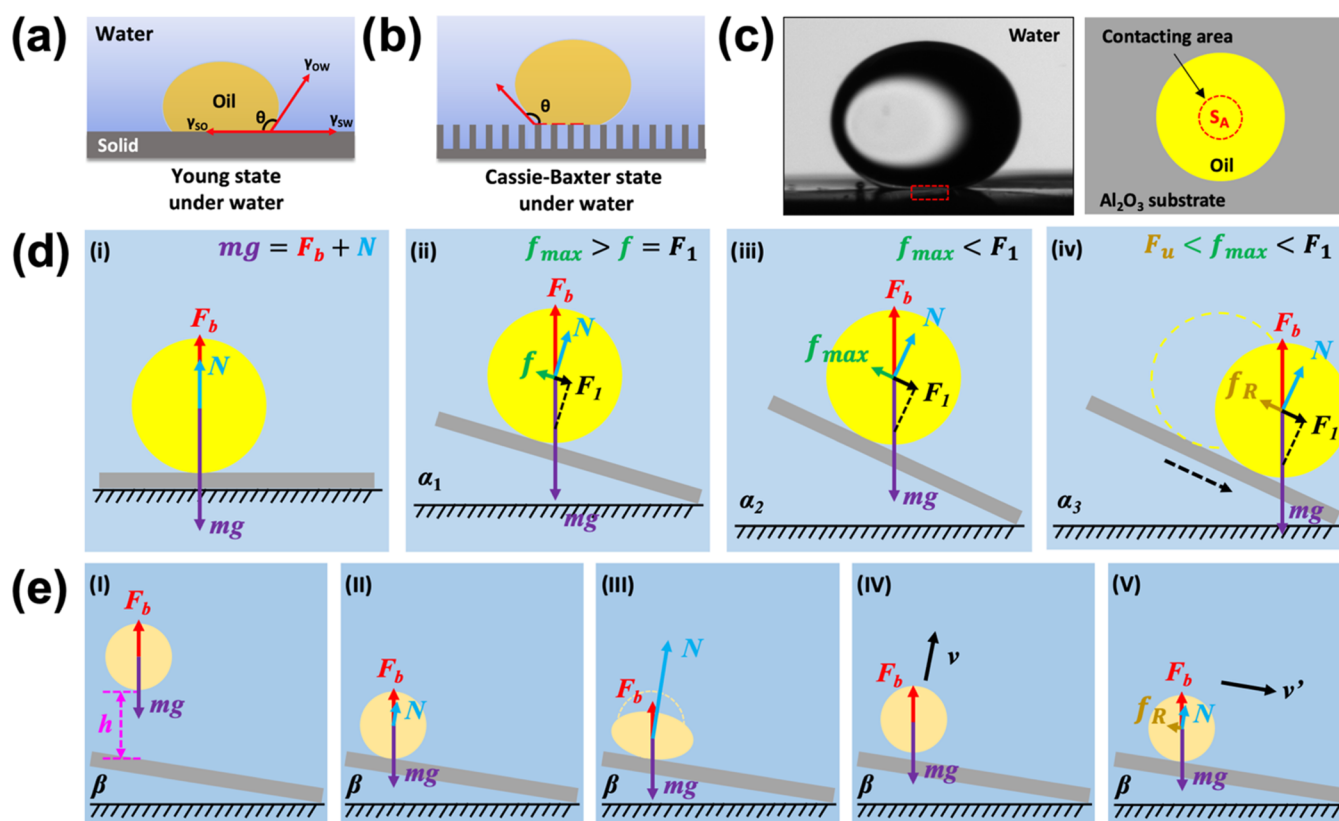 (a)
Water
Oil
γOW
θ
γSO
γSW
Solid
Young state
under water
(b)
θ
Cassie-Baxter state
under water
(c)
Water
Contacting area
SA
Oil
Al2O3 substrate
(d)
(i)
mg = Fb + N
Fb
N
mg
(ii)
fmax > f = F1
Fb
N
f
F1
α1
mg
(iii)
fmax < F1
Fb
N
fmax
F1
α2
mg
(iv)
Fu < fmax < F1
Fb
N
fR
F1
α3
mg
(e)
(I)
Fb
mg
h
β
(II)
Fb
N
mg
β
(III)
N
Fb
mg
β
(IV)
v
Fb
mg
β
(V)
Fb
v'
fR
N
mg
β